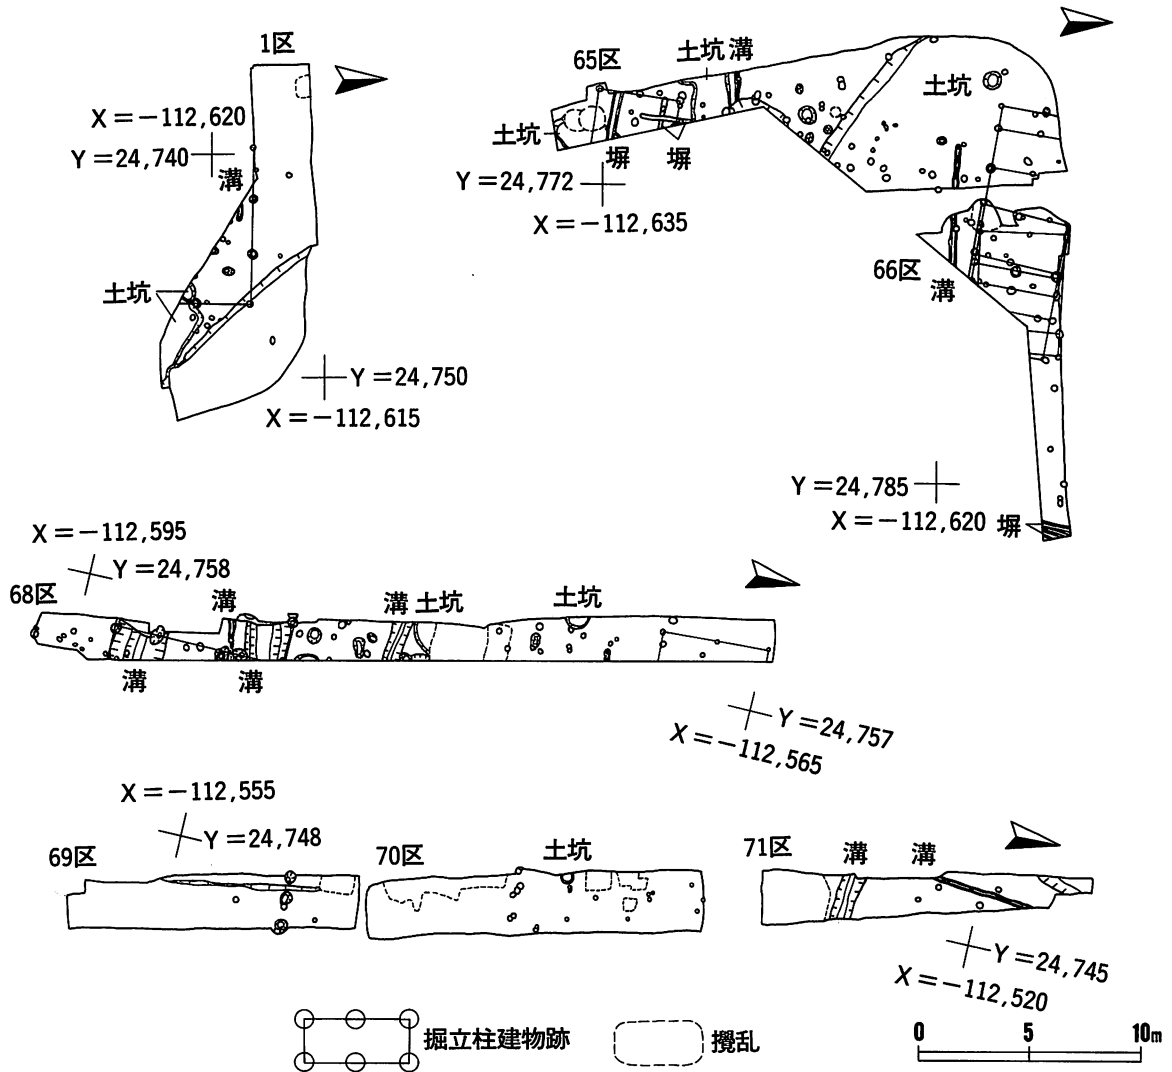 1区
X=-112,620
Y=24,740
溝
土坑
Y=24,750
X=-112,615
65区
土坑
溝
土坑
土坑
塀
塀
Y=24,772
X=-112,635
66区
溝
Y=24,785
X=-112,620
塀
X=-112,595
Y=24,758
68区
溝
溝
土坑
土坑
溝
溝
Y=24,757
X=-112,565
X=-112,555
Y=24,748
69区
70区
土坑
71区
溝
溝
Y=24,745
X=-112,520
掘立柱建物跡
攪乱
0 5 10m